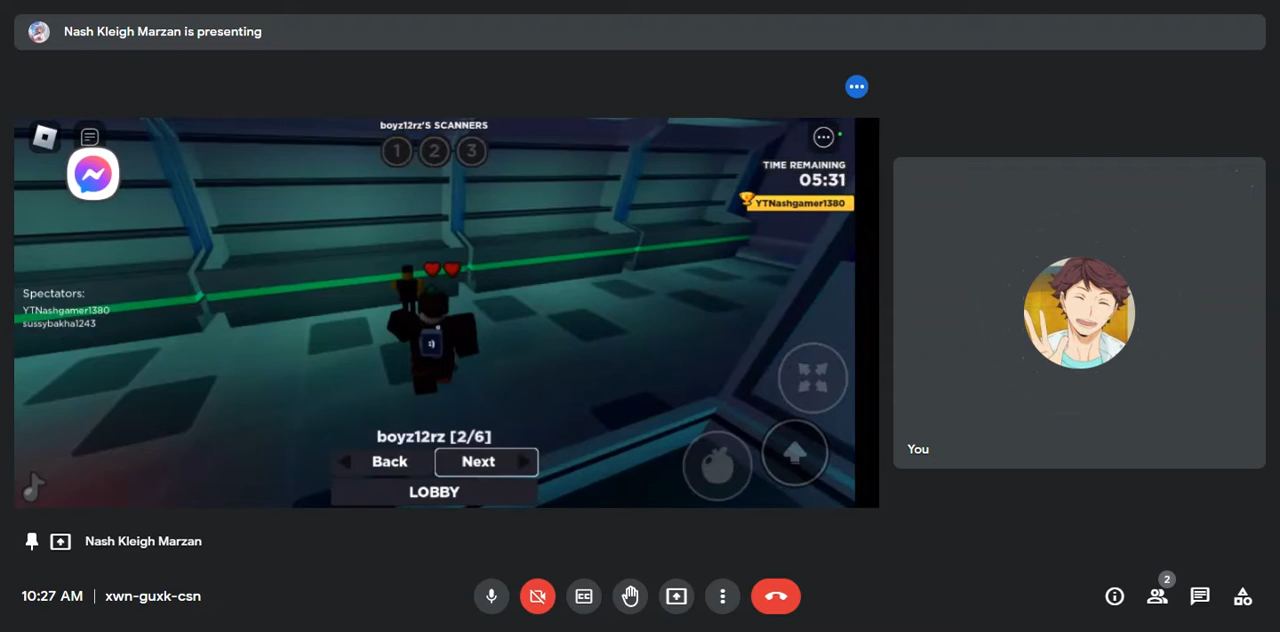 Nash Kleigh Marzan is presenting
boyz12rz'S SCANNERS
1 2 3
TIME REMAINING
05:31
YTNashgamer1380
Spectators:
YTNashgamer1380
sussybakha1243
:)
boyz12rz [2/6]
Back Next
LOBBY
You
Nash Kleigh Marzan
10:27 AM | xwn-guxk-csn
CC
2